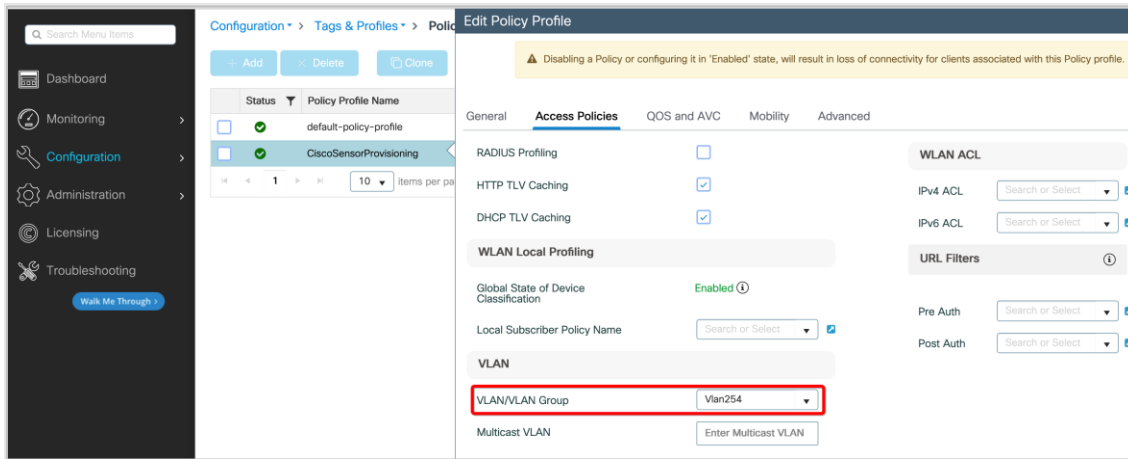 Search Menu Items
Dashboard
Monitoring
Configuration
Administration
Licensing
Troubleshooting
Walk Me Through >
Configuration > Tags & Profiles >
+ Add × Delete Clone
Status Policy Profile Name
default-policy-profile
CiscoSensorProvisioning
1 10 items per
Edit Policy Profile
Disabling a Policy or configuring it in 'Enabled' state, will result in loss of connectivity for clients associated with this Policy profile.
General Access Policies QOS and AVC Mobility Advanced
RADIUS Profiling
HTTP TLV Caching
DHCP TLV Caching
WLAN Local Profiling
Global State of Device
Classification
Enabled
Local Subscriber Policy Name Search or Select
VLAN
VLAN/VLAN Group Vlan254
Multicast VLAN Enter Multicast VLAN
WLAN ACL
IPv4 ACL Search or Select
IPv6 ACL Search or Select
URL Filters
Pre Auth Search or Select
Post Auth Search or Select